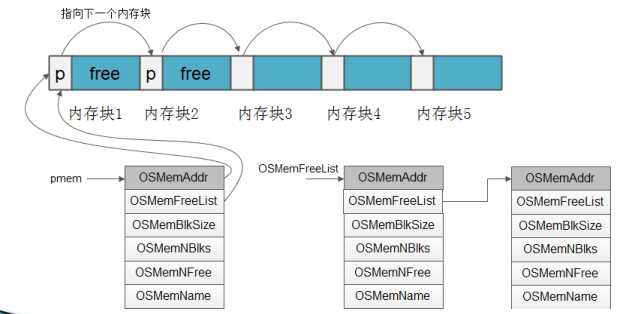 指向下一个内存块
p free p free
内存块1 内存块2 内存块3 内存块4 内存块5
pmem
OSMemAddr
OSMemFreeList
OSMemBlkSize
OSMemNBlks
OSMemNFree
OSMemName
OSMemFreeList
OSMemAddr
OSMemFreeList
OSMemBlkSize
OSMemNBlks
OSMemNFree
OSMemName
OSMemAddr
OSMemFreeList
OSMemBlkSize
OSMemNBlks
OSMemNFree
OSMemName